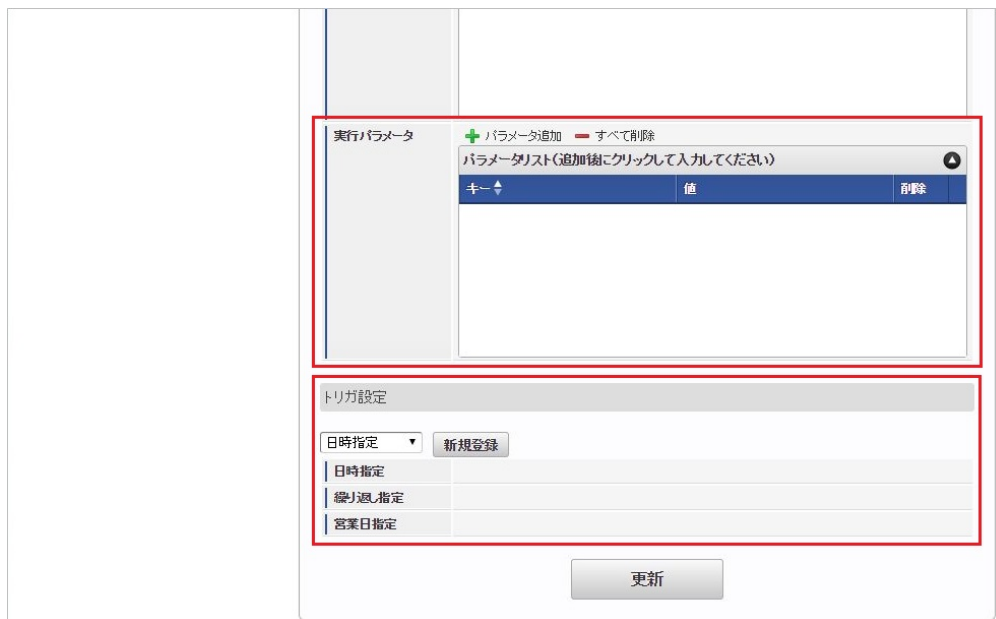 実行パラメータ
パラメータ追加 すべて削除
パラメータリスト(追加後にクリックして入力してください)
キー 値 削除
トリガ設定
日時指定 新規登録
日時指定
繰り返し指定
営業日指定
更新